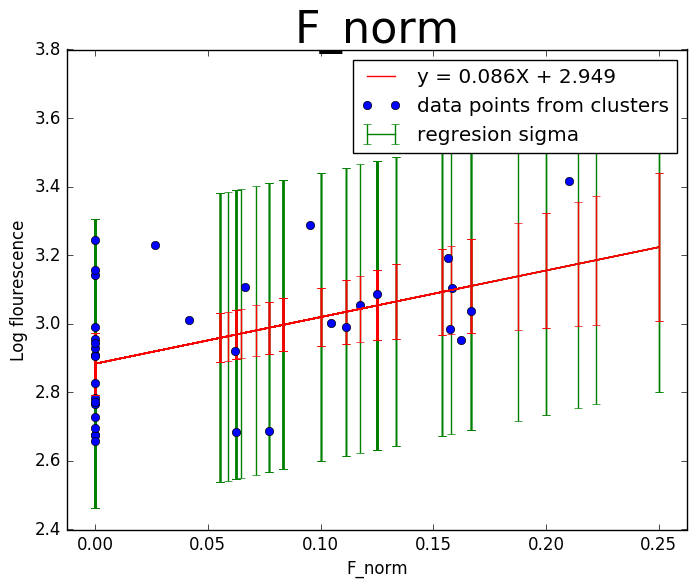 F_norm
y = 0.086X + 2.949
data points from clusters
regresion sigma
3.8
3.6
3.4
3.2
3.0
2.8
2.6
2.4
Log flourescence
0.00 0.05 0.10 0.15 0.20 0.25
F_norm